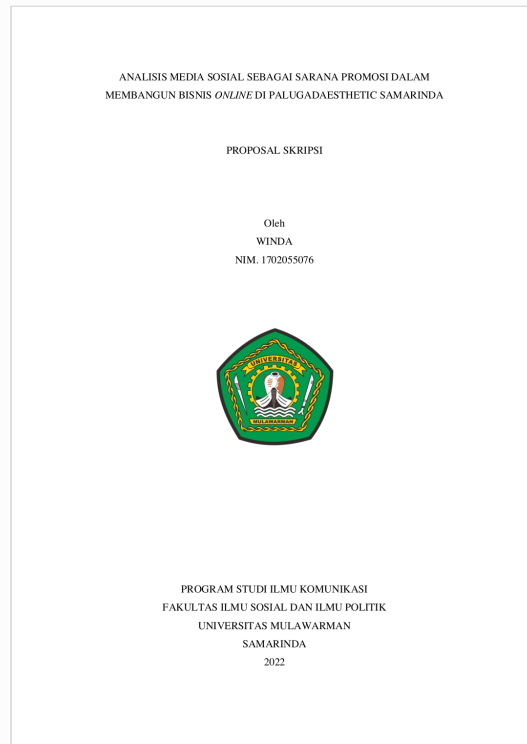 ANALISIS MEDIA SOSIAL SEBAGAI SARANA PROMOSI DALAM
MEMBANGUN BISNIS ONLINE DI PALUGADAESTHETIC SAMARINDA
PROPOSAL SKRIPSI
Oleh
WINDA
NIM. 1702055076
UNIVERSITAS
MULAWARMAN
PROGRAM STUDI ILMU KOMUNIKASI
FAKULTAS ILMU SOSIAL DAN ILMU POLITIK
UNIVERSITAS MULAWARMAN
SAMARINDA
2022